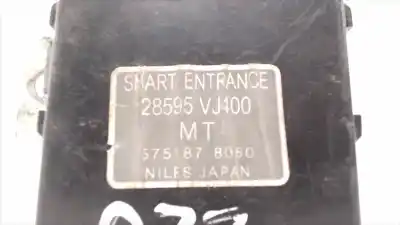 SMART ENTRANCE
28595 VJ400
MT
575187 8060
NILES JAPAN